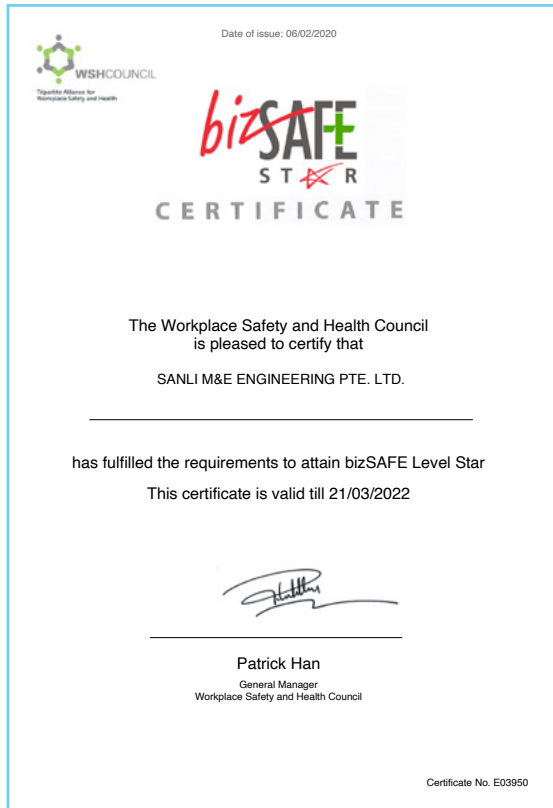 Date of issue: 06/02/2020
WSHCOUNCIL
Tripartite Alliance for
Workplace Safety and Health
bizSAFE
STAR
CERTIFICATE
The Workplace Safety and Health Council
is pleased to certify that
SANLI M&E ENGINEERING PTE. LTD.
has fulfilled the requirements to attain bizSAFE Level Star
This certificate is valid till 21/03/2022
Patrick Han
General Manager
Workplace Safety and Health Council
Certificate No. E03950